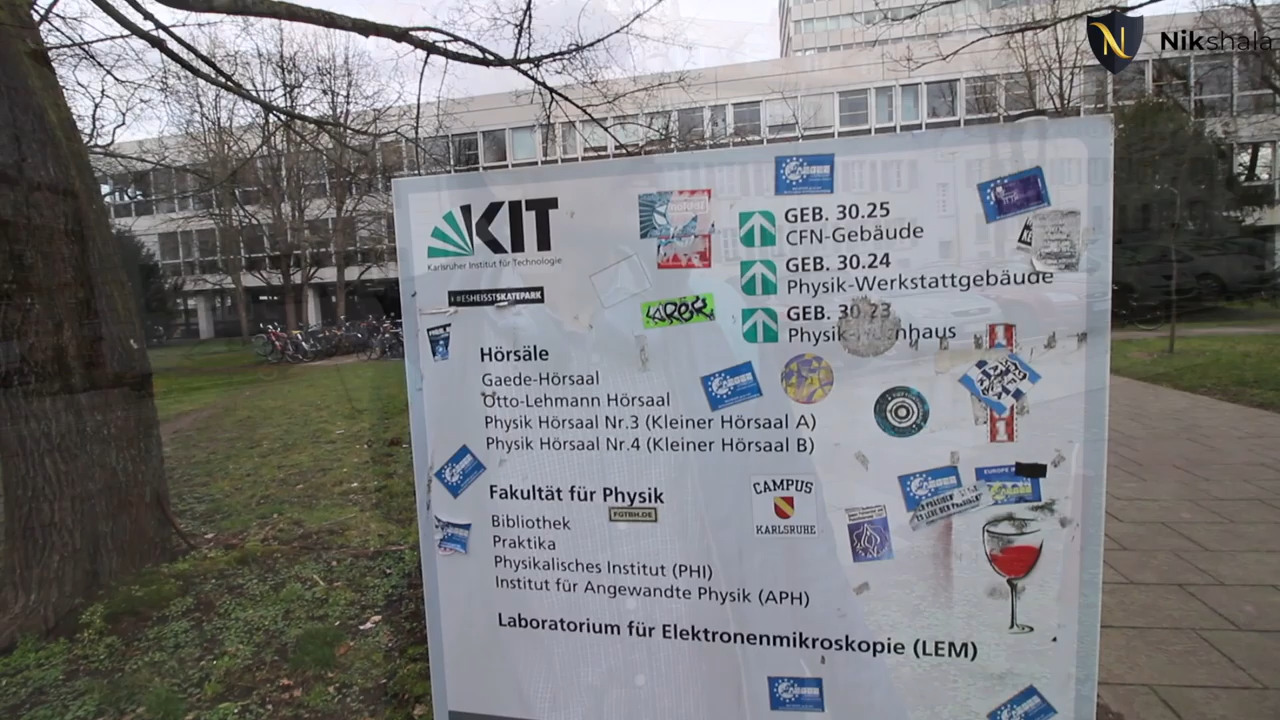 Nikshala
KIT
Karlsruher Institut für Technologie
#ESHEISSTSKATEPARK
GEB. 30.25
CFN-Gebäude
GEB. 30.24
Physik-Werkstattgebäude
GEB. 30.23
Hörsäle
Gaede-Hörsaal
Otto-Lehmann Hörsaal
Physik Hörsaal Nr.3 (Kleiner Hörsaal A)
Physik Hörsaal Nr.4 (Kleiner Hörsaal B)
Fakultät für Physik
FGTBH.DE
Bibliothek
Praktika
Physikalisches Institut (PHI)
Institut für Angewandte Physik (APH)
Laboratorium für Elektronenmikroskopie (LEM)
CAMPUS
KARLSRUHE